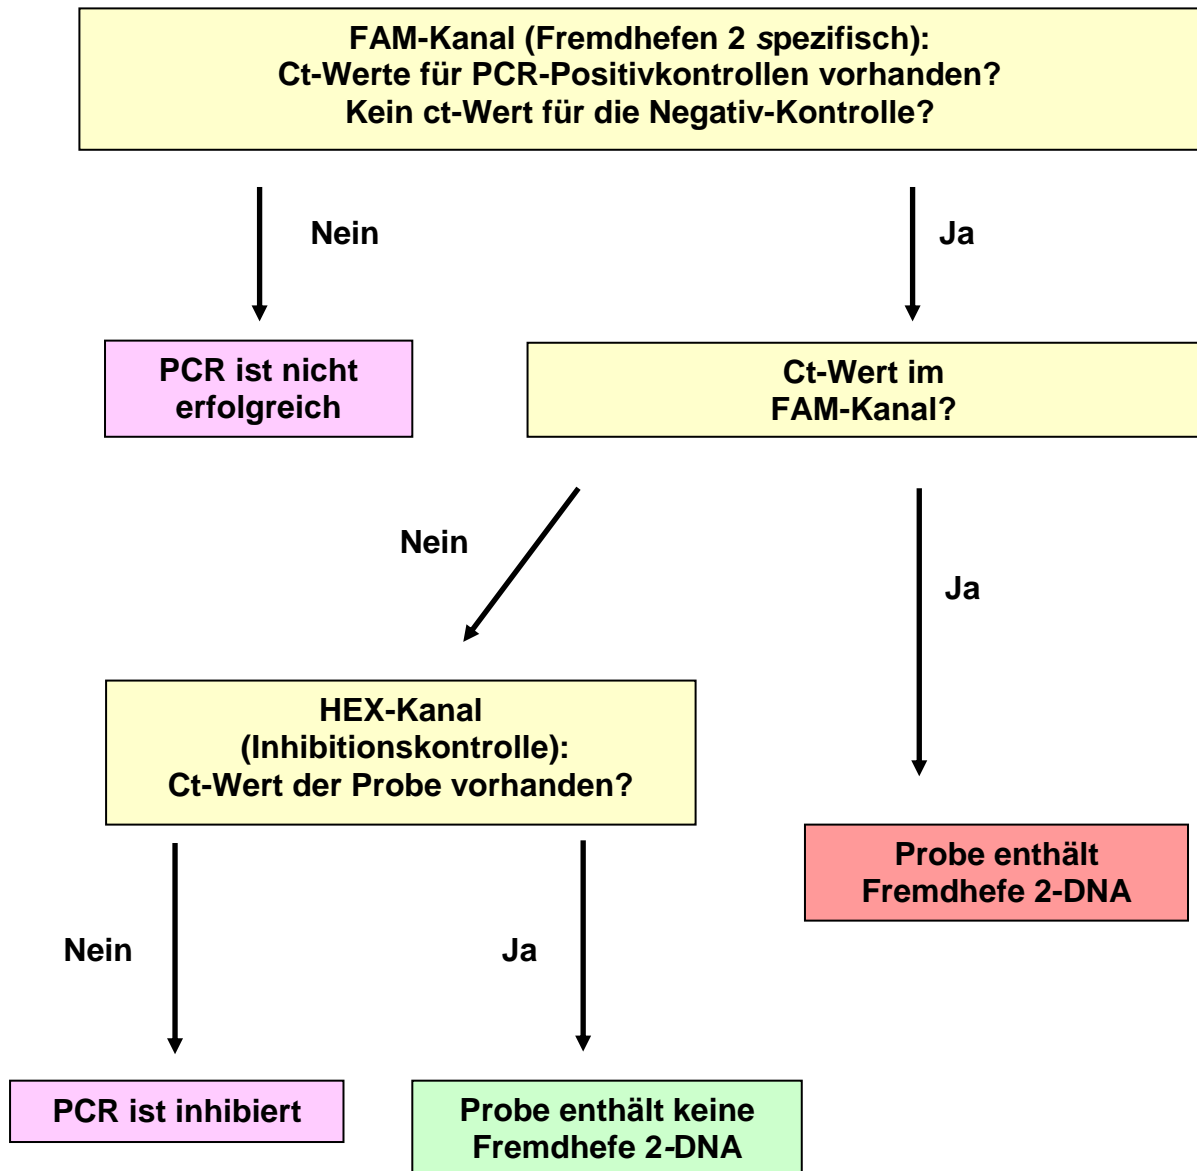 FAM-Kanal (Fremdhefen 2 spezifisch):
Ct-Werte für PCR-Positivkontrollen vorhanden?
Kein ct-Wert für die Negativ-Kontrolle?
Nein
Ja
PCR ist nicht
erfolgreich
Ct-Wert im
FAM-Kanal?
Nein
Ja
HEX-Kanal
(Inhibitionskontrolle):
Ct-Wert der Probe vorhanden?
Probe enthält
Fremdhefe 2-DNA
Nein
Ja
PCR ist inhibiert
Probe enthält keine
Fremdhefe 2-DNA